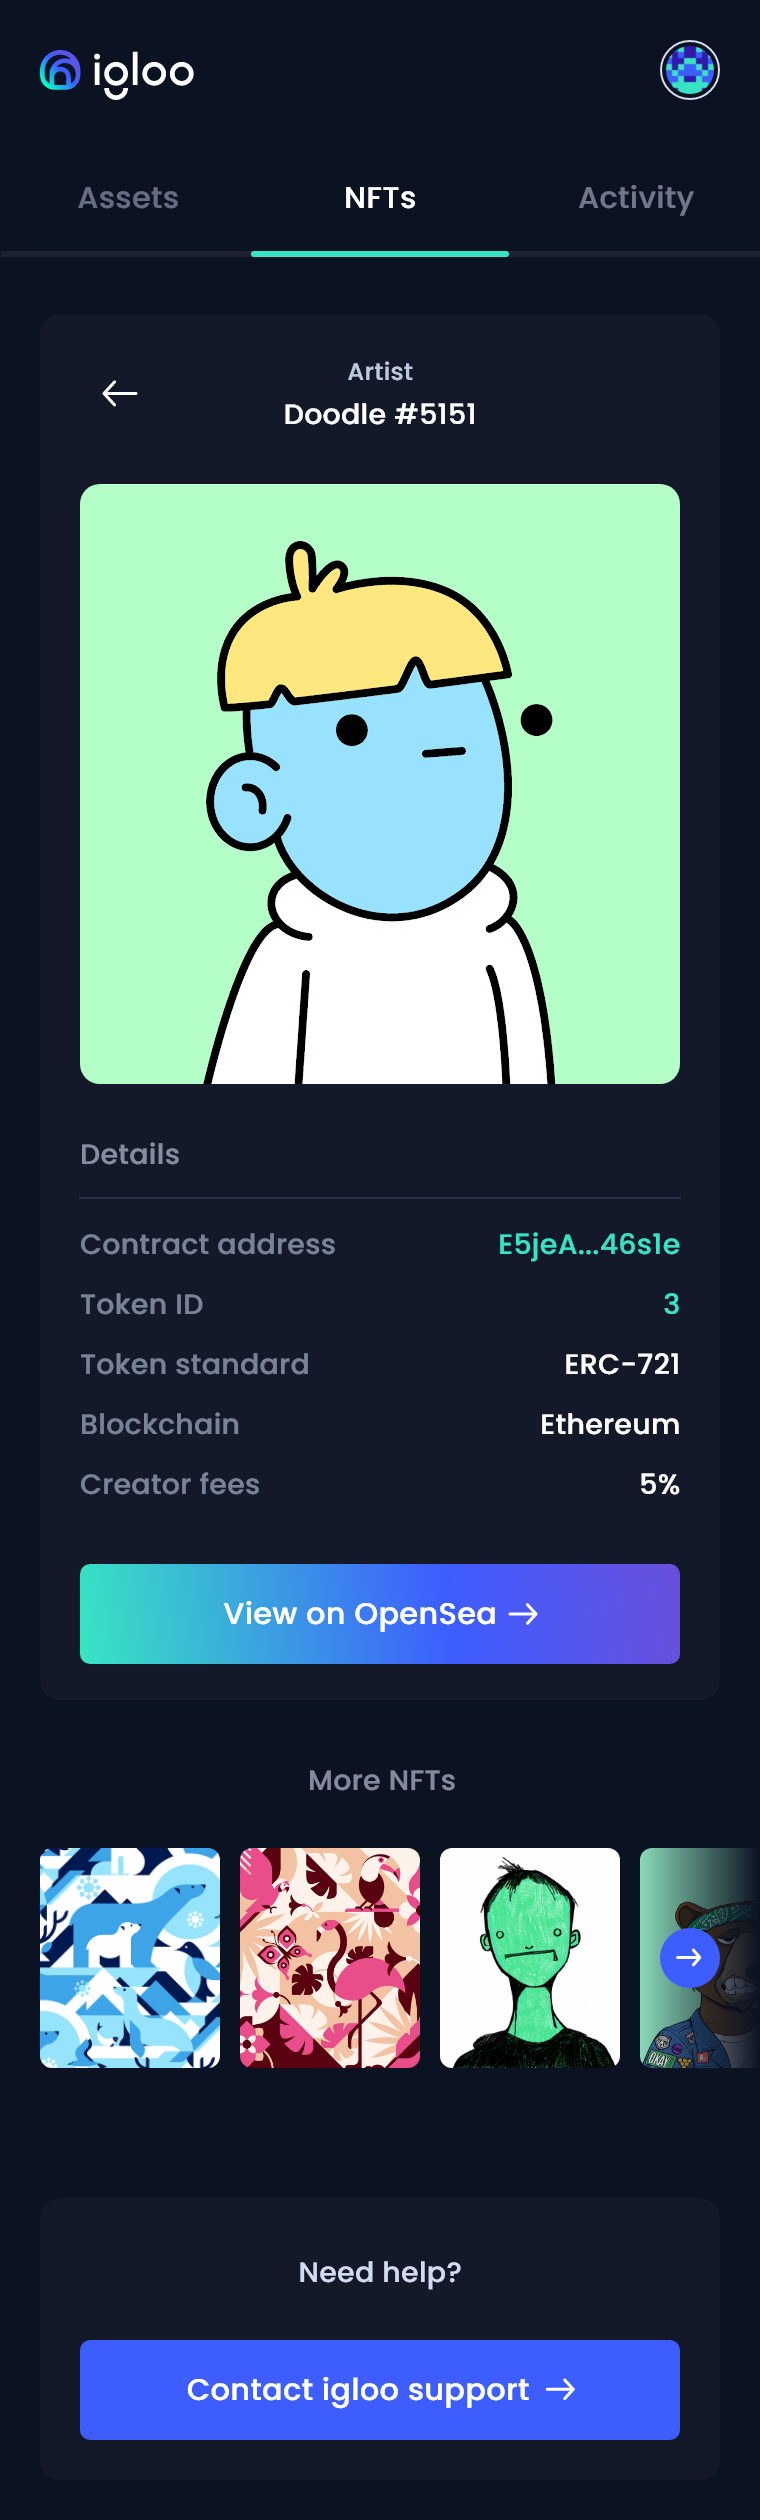 igloo
Assets
NFTs
Activity
Artist
Doodle #5151
Details
Contract address E5jeA...46s1e
Token ID 3
Token standard ERC-721
Blockchain Ethereum
Creator fees 5%
View on OpenSea →
More NFTs
OKAY
Need help?
Contact igloo support →